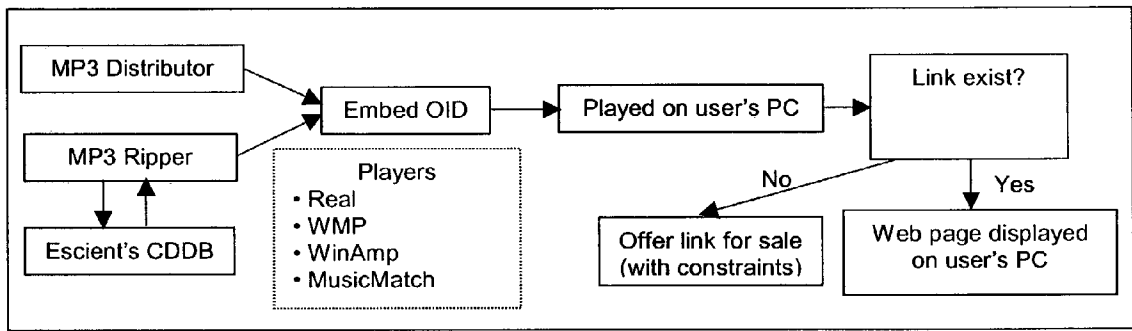 MP3 Distributor
MP3 Ripper
Escient's CDDB
Embed OID
Players
• Real
• WMP
• WinAmp
• MusicMatch
Played on user's PC
Link exist?
No
Yes
Offer link for sale
(with constraints)
Web page displayed
on user's PC